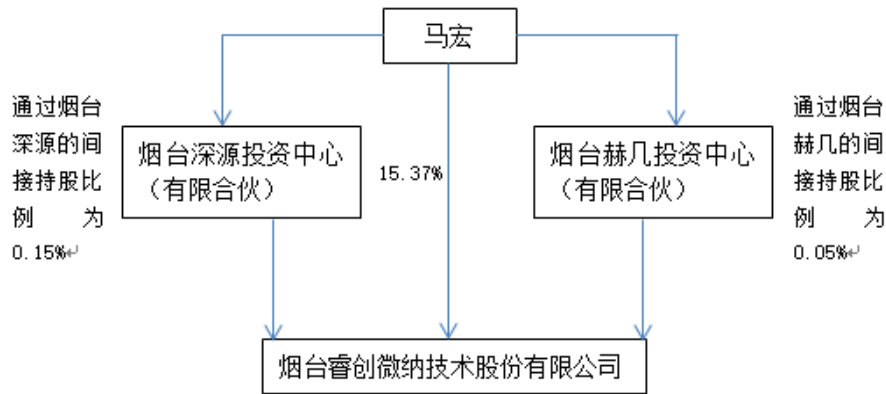 马宏
通过烟台
深源的间
接持股比
例为
0.15%↵
烟台深源投资中心
（有限合伙）
15.37%
烟台赫几投资中心
（有限合伙）
通过烟台
赫几的间
接持股比
例为
0.05%↵
烟台睿创微纳技术股份有限公司